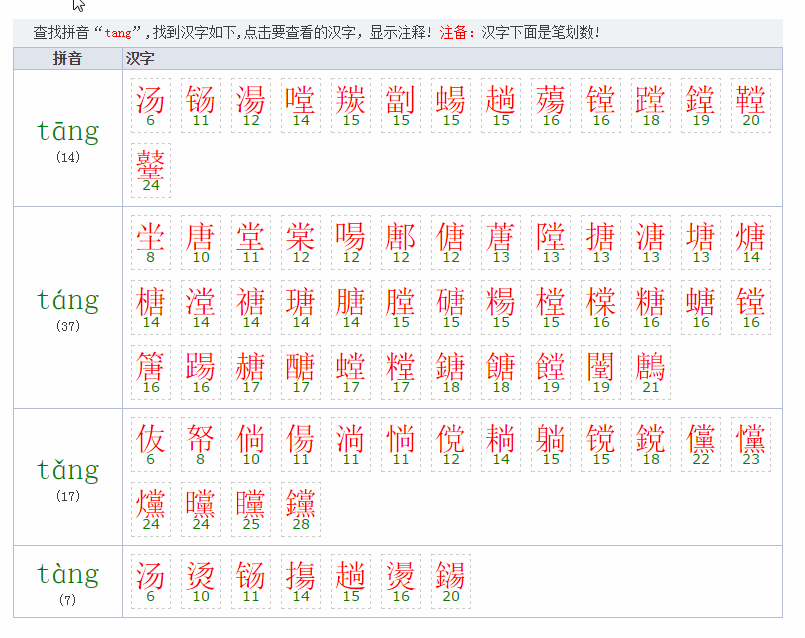 查找拼音“tang”,找到汉字如下,点击要查看的汉字，显示注释! 注备: 汉字下面是笔划数!
拼音 汉字
tāng
(14)
汤 铴 湯 嘡 羰 劏 蝪 趟 薚 镗 蹚 鏜 鞺
6 11 12 14 15 15 15 15 16 16 18 19 20
鼞
24
táng
(37)
坣 唐 堂 棠 啺 鄌 傏 蓎 隚 搪 溏 塘 煻
8 10 11 12 12 12 12 13 13 13 13 13 14
榶 漟 禟 瑭 膅 膛 磄 糃 樘 橖 糖 螗 镗
14 14 14 14 14 15 15 15 15 16 16 16 16
篖 踼 赯 醣 螳 糛 鎕 餹 饄 闛 鶶
16 16 17 17 17 17 18 18 19 19 21
tǎng
(17)
伖 帑 倘 偒 淌 惝 傥 耥 躺 镋 鎲 儻 戃
6 8 10 11 11 11 12 14 15 15 18 22 23
爣 曭 矘 钂
24 24 25 28
tàng
(7)
汤 烫 铴 摥 趟 燙 鐋
6 10 11 14 15 16 20